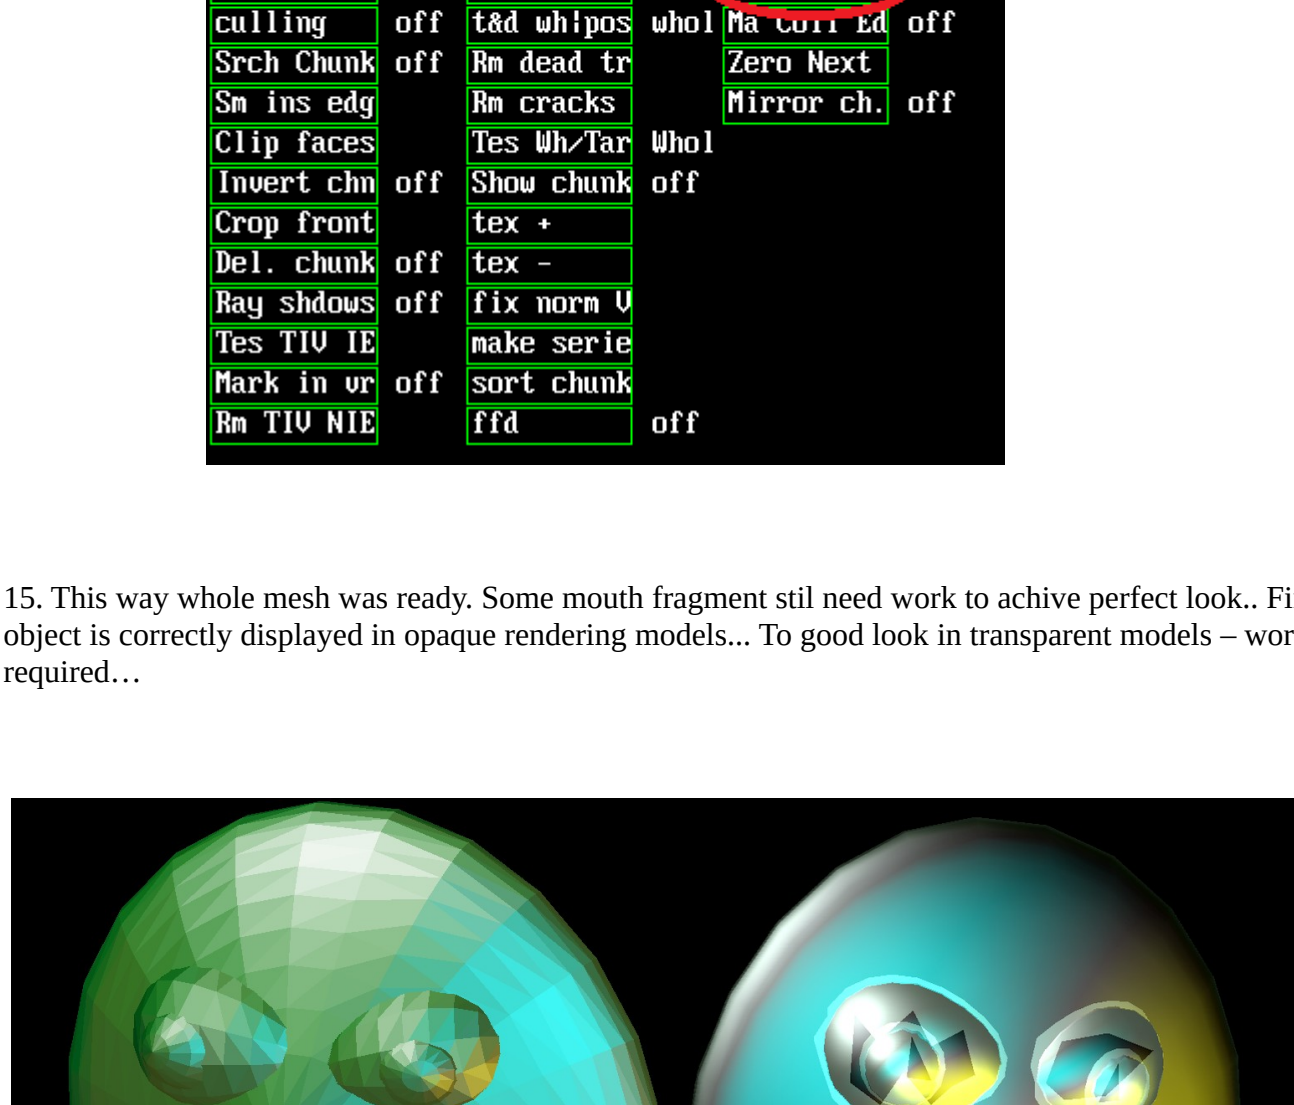 culling off t&d wh¦pos whol Ma Coll Ed off
Srch Chunk off Rm dead tr Zero Next
Sm ins edg Rm cracks Mirror ch. off
Clip faces Tes Wh/Tar Whol
Invert chn off Show chunk off
Crop front tex +
Del. chunk off tex -
Ray shdows off fix norm V
Tes TIV IE make serie
Mark in vr off sort chunk
Rm TIV NIE ffd off
15. This way whole mesh was ready. Some mouth fragment stil need work to achive perfect look..
object is correctly displayed in opaque rendering models... To good look in transparent models –
required…